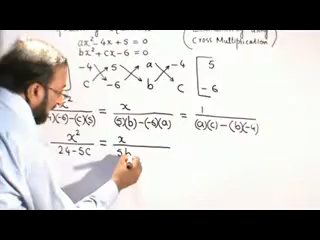 ax²-4x+5=0
bx²+cx-6=0
Cross Multiplication)
-4 5 a -4 [ 5
c -6 b c [ -6
x² / (-4)(-6)-(c)(5) = x / (5)(b)-(-6)(a) = 1 / (a)(c)-(b)(-4)
x² / 24-5c = x / 5b